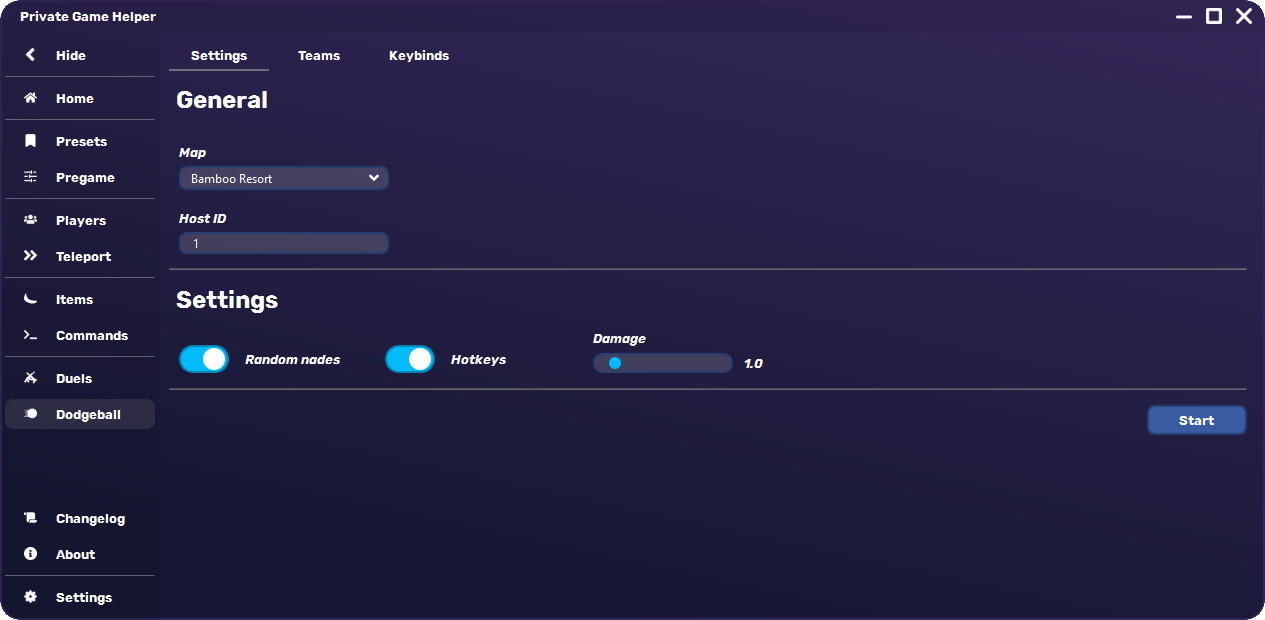 Private Game Helper
Hide
Home
Presets
Pregame
Players
Teleport
Items
Commands
Duels
Dodgeball
Changelog
About
Settings
Settings Teams Keybinds
General
Map
Bamboo Resort
Host ID
1
Settings
Random nades
Hotkeys
Damage
1.0
Start